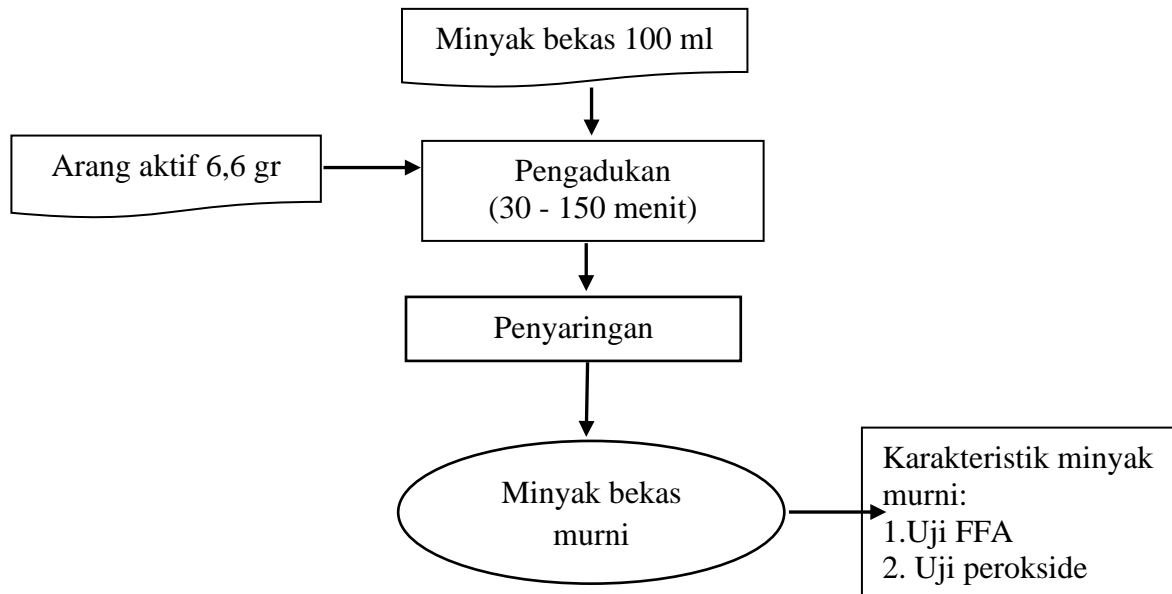 Minyak bekas 100 ml
Arang aktif 6,6 gr
Pengadukan
(30 - 150 menit)
Penyaringan
Minyak bekas
murni
Karakteristik minyak
murni:
1.Uji FFA
2. Uji perokside